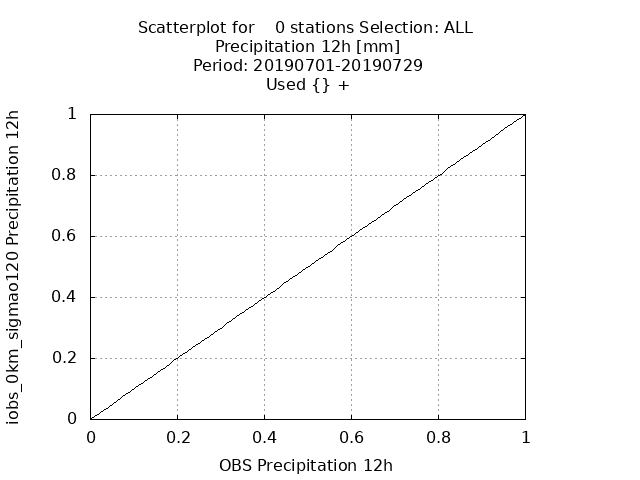 Scatterplot for    0 stations Selection: ALL
Precipitation 12h [mm]
Period: 20190701-20190729
Used {} +
iobs_0km_sigmao120 Precipitation 12h
1
0.8
0.6
0.4
0.2
0
0 0.2 0.4 0.6 0.8 1
OBS Precipitation 12h